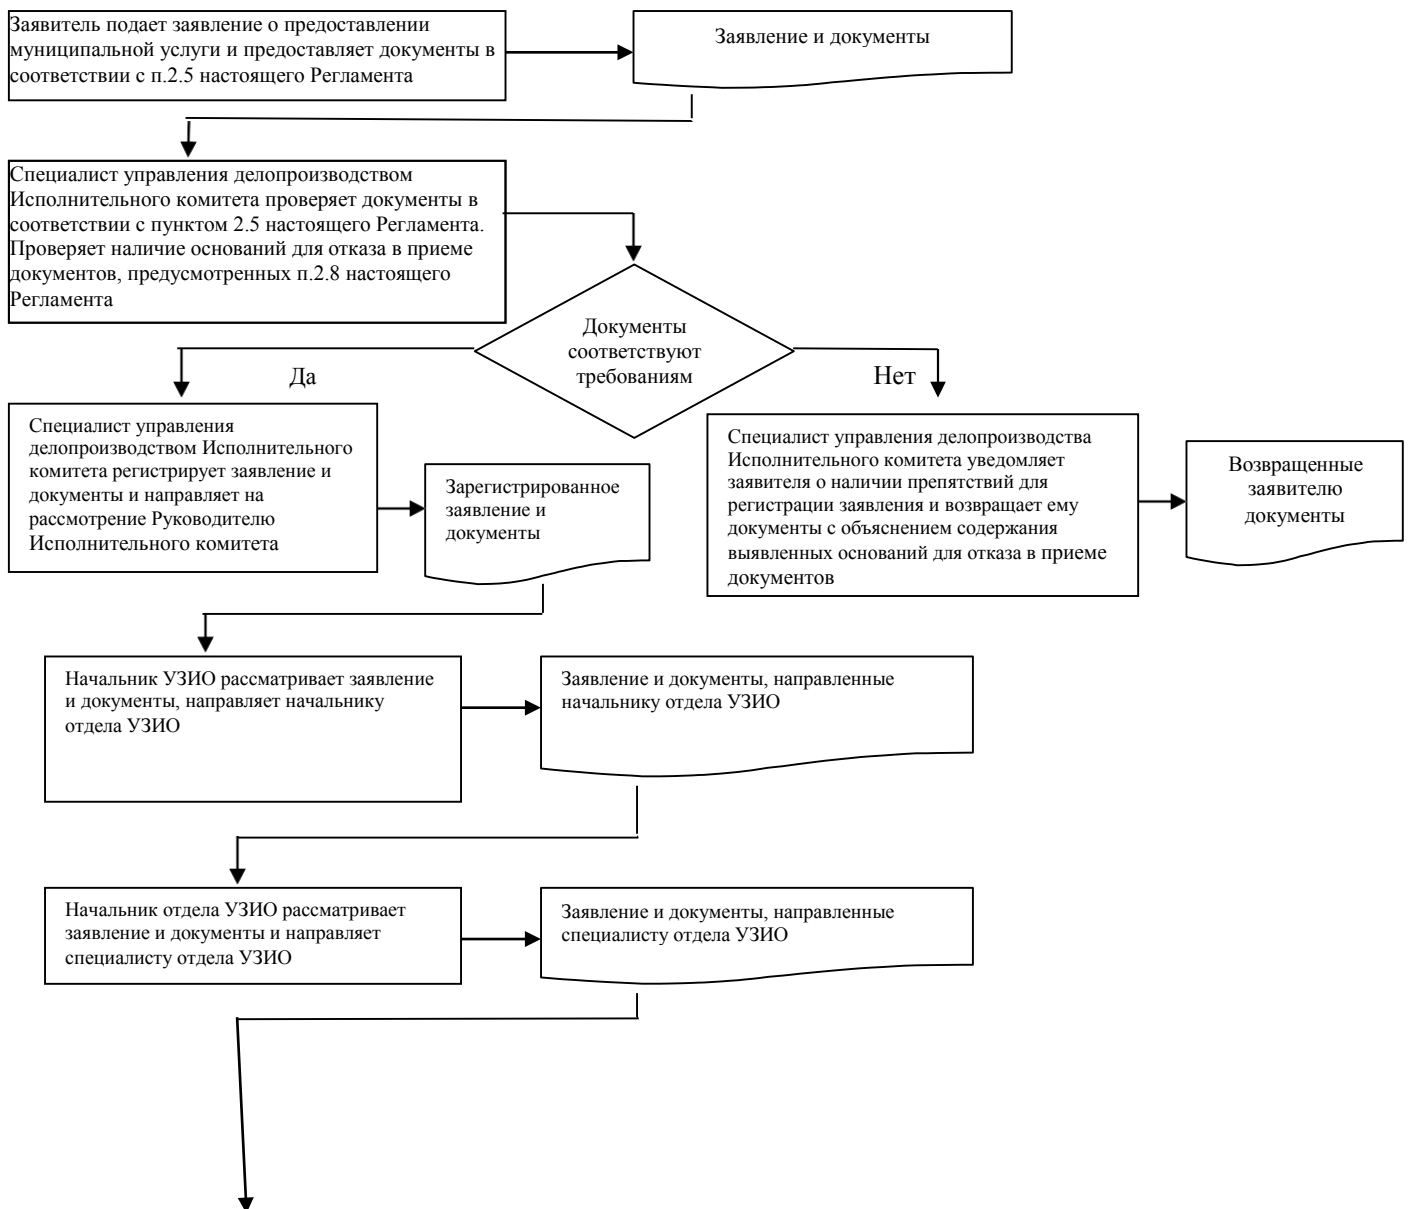 Заявитель подает заявление о предоставлении
муниципальной услуги и предоставляет документы в
соответствии с п.2.5 настоящего Регламента
Заявление и документы
Специалист управления делопроизводством
Исполнительного комитета проверяет документы в
соответствии с пунктом 2.5 настоящего Регламента.
Проверяет наличие оснований для отказа в приеме
документов, предусмотренных п.2.8 настоящего
Регламента
Документы
соответствуют
требованиям
Да
Нет
Специалист управления
делопроизводством Исполнительного
комитета регистрирует заявление и
документы и направляет на
рассмотрение Руководителю
Исполнительного комитета
Зарегистрированное
заявление и
документы
Специалист управления делопроизводства
Исполнительного комитета уведомляет
заявителя о наличии препятствий для
регистрации заявления и возвращает ему
документы с объяснением содержания
выявленных оснований для отказа в приеме
документов
Возвращенные
заявителю
документы
Начальник УЗИО рассматривает заявление
и документы, направляет начальнику
отдела УЗИО
Заявление и документы, направленные
начальнику отдела УЗИО
Начальник отдела УЗИО рассматривает
заявление и документы и направляет
специалисту отдела УЗИО
Заявление и документы, направленные
специалисту отдела УЗИО